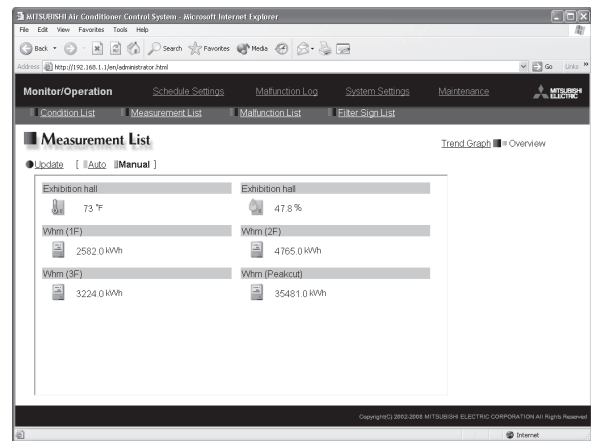 MITSUBISHI Air Conditioner Control System - Microsoft Internet Explorer
File Edit View Favorites Tools Help
Back Search Favorites Media
Address http://192.168.1.1/en/administrator.html Go Links »
Monitor/Operation Schedule Settings Malfunction Log System Settings Maintenance MITSUBISHI ELECTRIC
Condition List Measurement List Malfunction List Filter Sign List
Measurement List
Trend Graph Overview
Update [ Auto Manual ]
Exhibition hall Exhibition hall
73 °F 47.8 %
Whm (1F) Whm (2F)
2582.0 kWh 4765.0 kWh
Whm (3F) Whm (Peakcut)
3224.0 kWh 35481.0 kWh
Copyright(C) 2002-2008 MITSUBISHI ELECTRIC CORPORATION All Rights Reserved
Internet